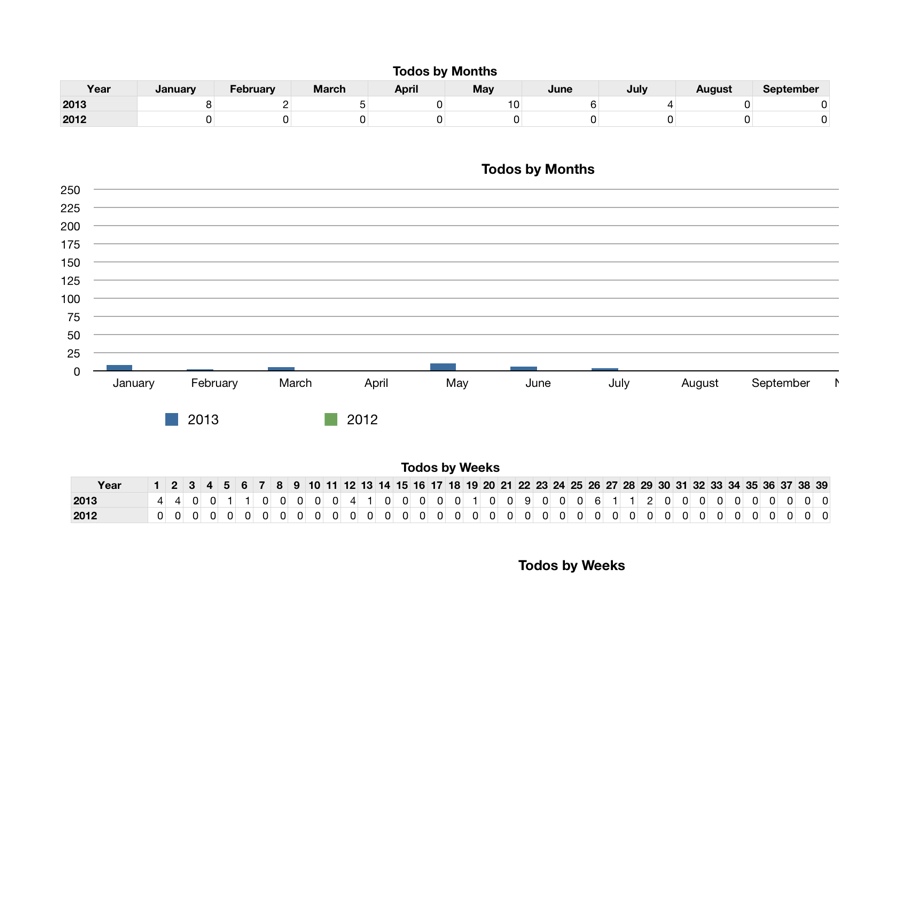 Todos by Months
Year January February March April May June July August September
2013 8 2 5 0 10 6 4 0 0
2012 0 0 0 0 0 0 0 0 0
Todos by Months
250
225
200
175
150
125
100
75
50
25
0
January February March April May June July August September
2013 2012
Todos by Weeks
Year 1 2 3 4 5 6 7 8 9 10 11 12 13 14 15 16 17 18 19 20 21 22 23 24 25 26 27 28 29 30 31 32 33 34 35 36 37 38 39
2013 4 4 0 0 1 1 0 0 0 0 0 4 1 0 0 0 0 0 1 0 0 9 0 0 0 6 1 1 2 0 0 0 0 0 0 0 0 0 0
2012 0 0 0 0 0 0 0 0 0 0 0 0 0 0 0 0 0 0 0 0 0 0 0 0 0 0 0 0 0 0 0 0 0 0 0 0 0 0 0
Todos by Weeks